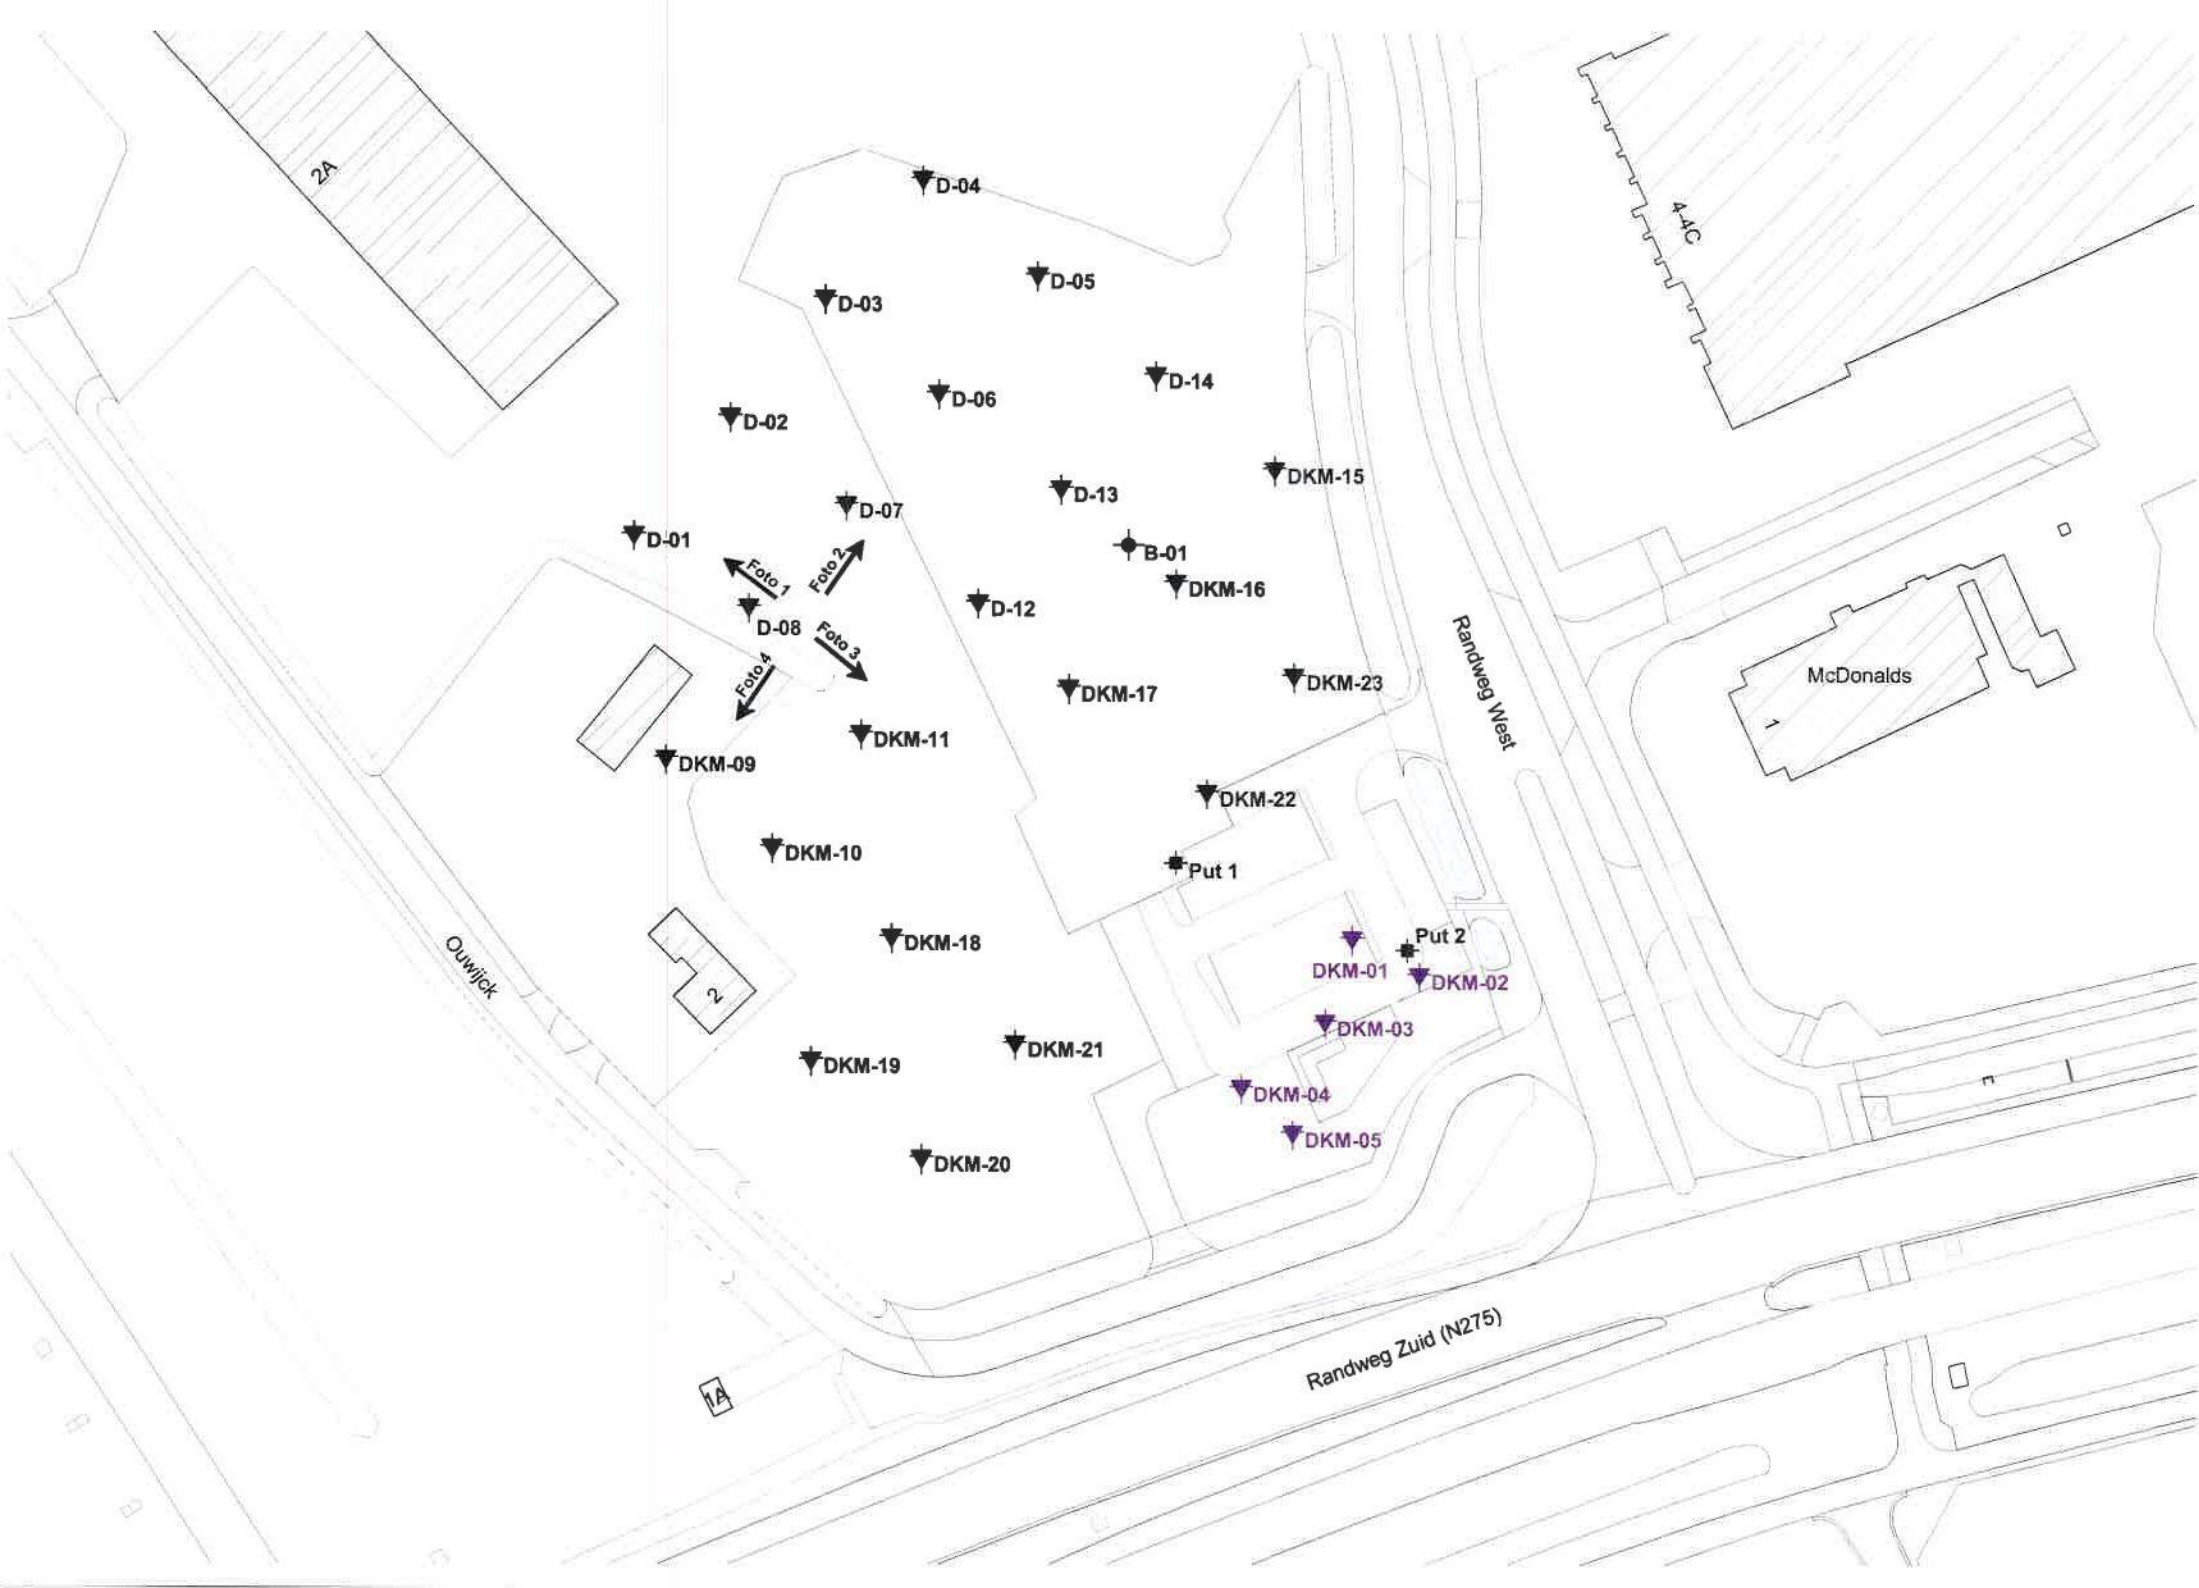 2A
D-04
4-4C
D-05
D-03
D-14
D-06
D-02
DKM-15
D-13
D-07
D-01
B-01
Foto 1
Foto 2
DKM-16
D-12
D-08
Foto 3
Foto 4
Randweg West
McDonalds
1
DKM-23
DKM-17
DKM-11
DKM-09
DKM-22
DKM-10
Put 1
Put 2
DKM-18
DKM-01
DKM-02
Ouwijck
2
DKM-03
DKM-21
DKM-19
DKM-04
DKM-05
DKM-20
Randweg Zuid (N275)
1A